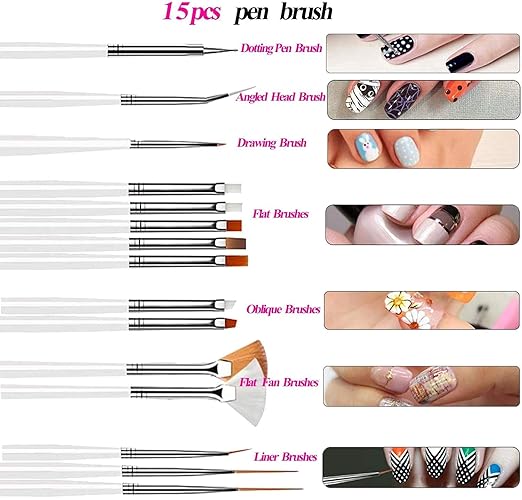 15pcs pen brush
Dotting Pen Brush
Angled Head Brush
Drawing Brush
Flat Brushes
Oblique Brushes
Flat Fan Brushes
Liner Brushes